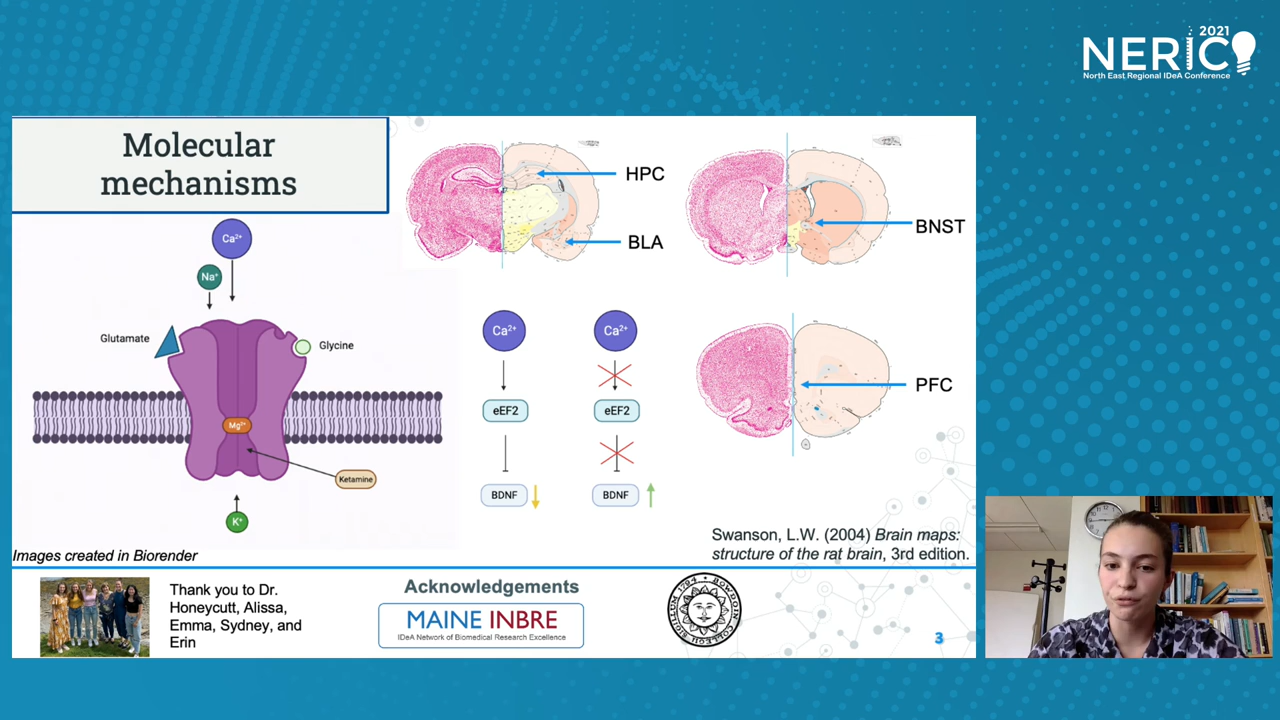 2021
NERIC
North East Regional IDeA Conference
Molecular
mechanisms
Ca²⁺
Na⁺
Glutamate
Glycine
Mg²⁺
Ketamine
K⁺
Images created in Biorender
HPC
BLA
BNST
PFC
Ca²⁺
Ca²⁺
eEF2
eEF2
BDNF
BDNF
Swanson, L.W. (2004) Brain maps:
structure of the rat brain, 3rd edition.
Thank you to Dr.
Honeycutt, Alissa,
Emma, Sydney, and
Erin
Acknowledgements
MAINE INBRE
IDeA Network of Biomedical Research Excellence
3